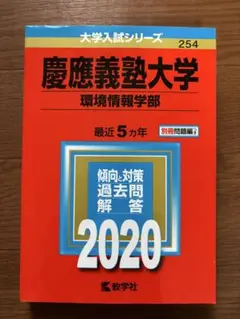 大学入試シリーズ
254
慶應義塾大学
環境情報学部
最近5カ年
別冊問題編
傾向と対策
過去問
解答
2020
教学社